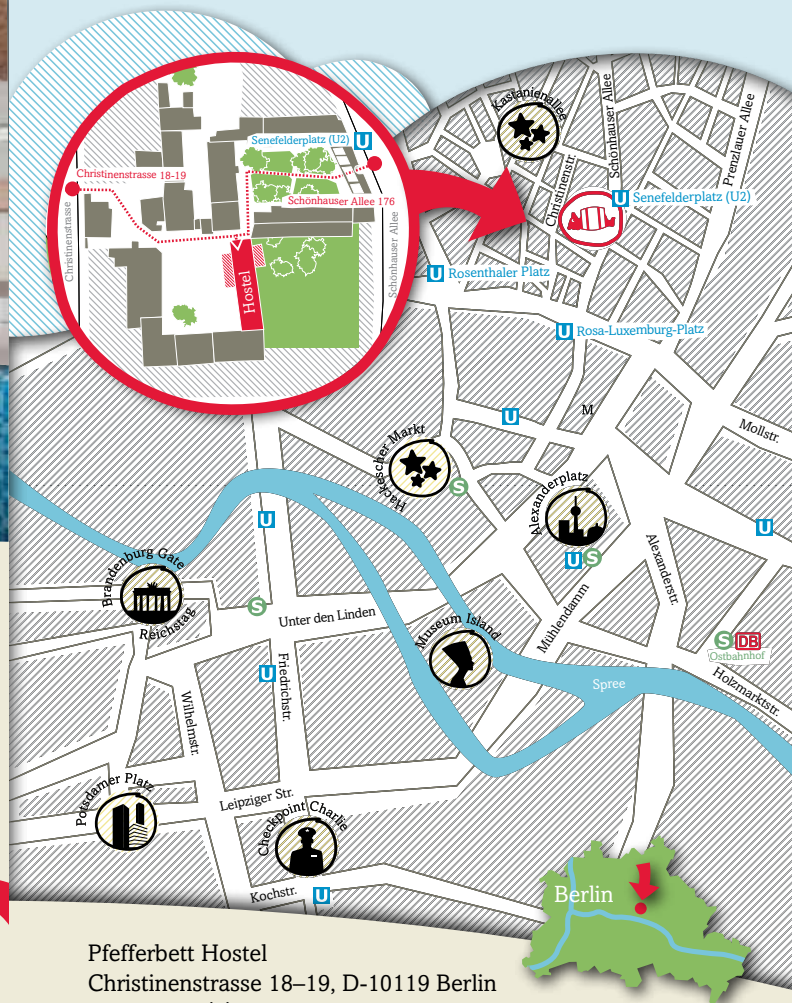 Kastanienallee
Schönhauser Allee
Prenzlauer Allee
Christinenstr.
Senefelderplatz (U2)
U
Christinenstrasse 18-19
Schönhauser Allee 176
Christinenstrasse
Schönhauser Allee
Hostel
U Senefelderplatz (U2)
U Rosenthaler Platz
U Rosa-Luxemburg-Platz
U
M
Mollstr.
Hackescher Markt
S
Alexanderplatz
U S
U
U
Alexanderstr.
Brandenburg Gate
Reichstag
S
Unter den Linden
Museum Island
Mühlendamm
S DB
Ostbahnhof
Holzmarktstr.
Spree
U
Friedrichstr.
Wilhelmstr.
Potsdamer Platz
Leipziger Str.
Checkpoint Charlie
Kochstr.
U
Berlin
Pfefferbett Hostel
Christinenstrasse 18–19, D-10119 Berlin